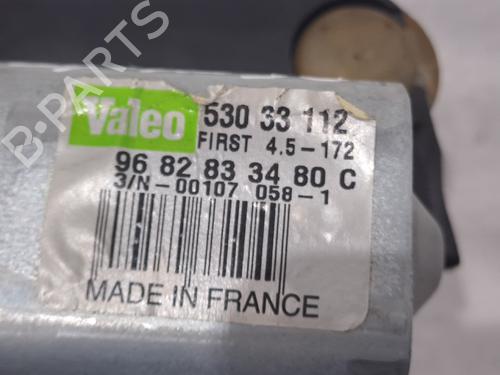 B-PARTS
Valeo 530 33 112
FIRST 4.5-172
96 82 83 34 80 C
3/N-00107 058-1
MADE IN FRANCE